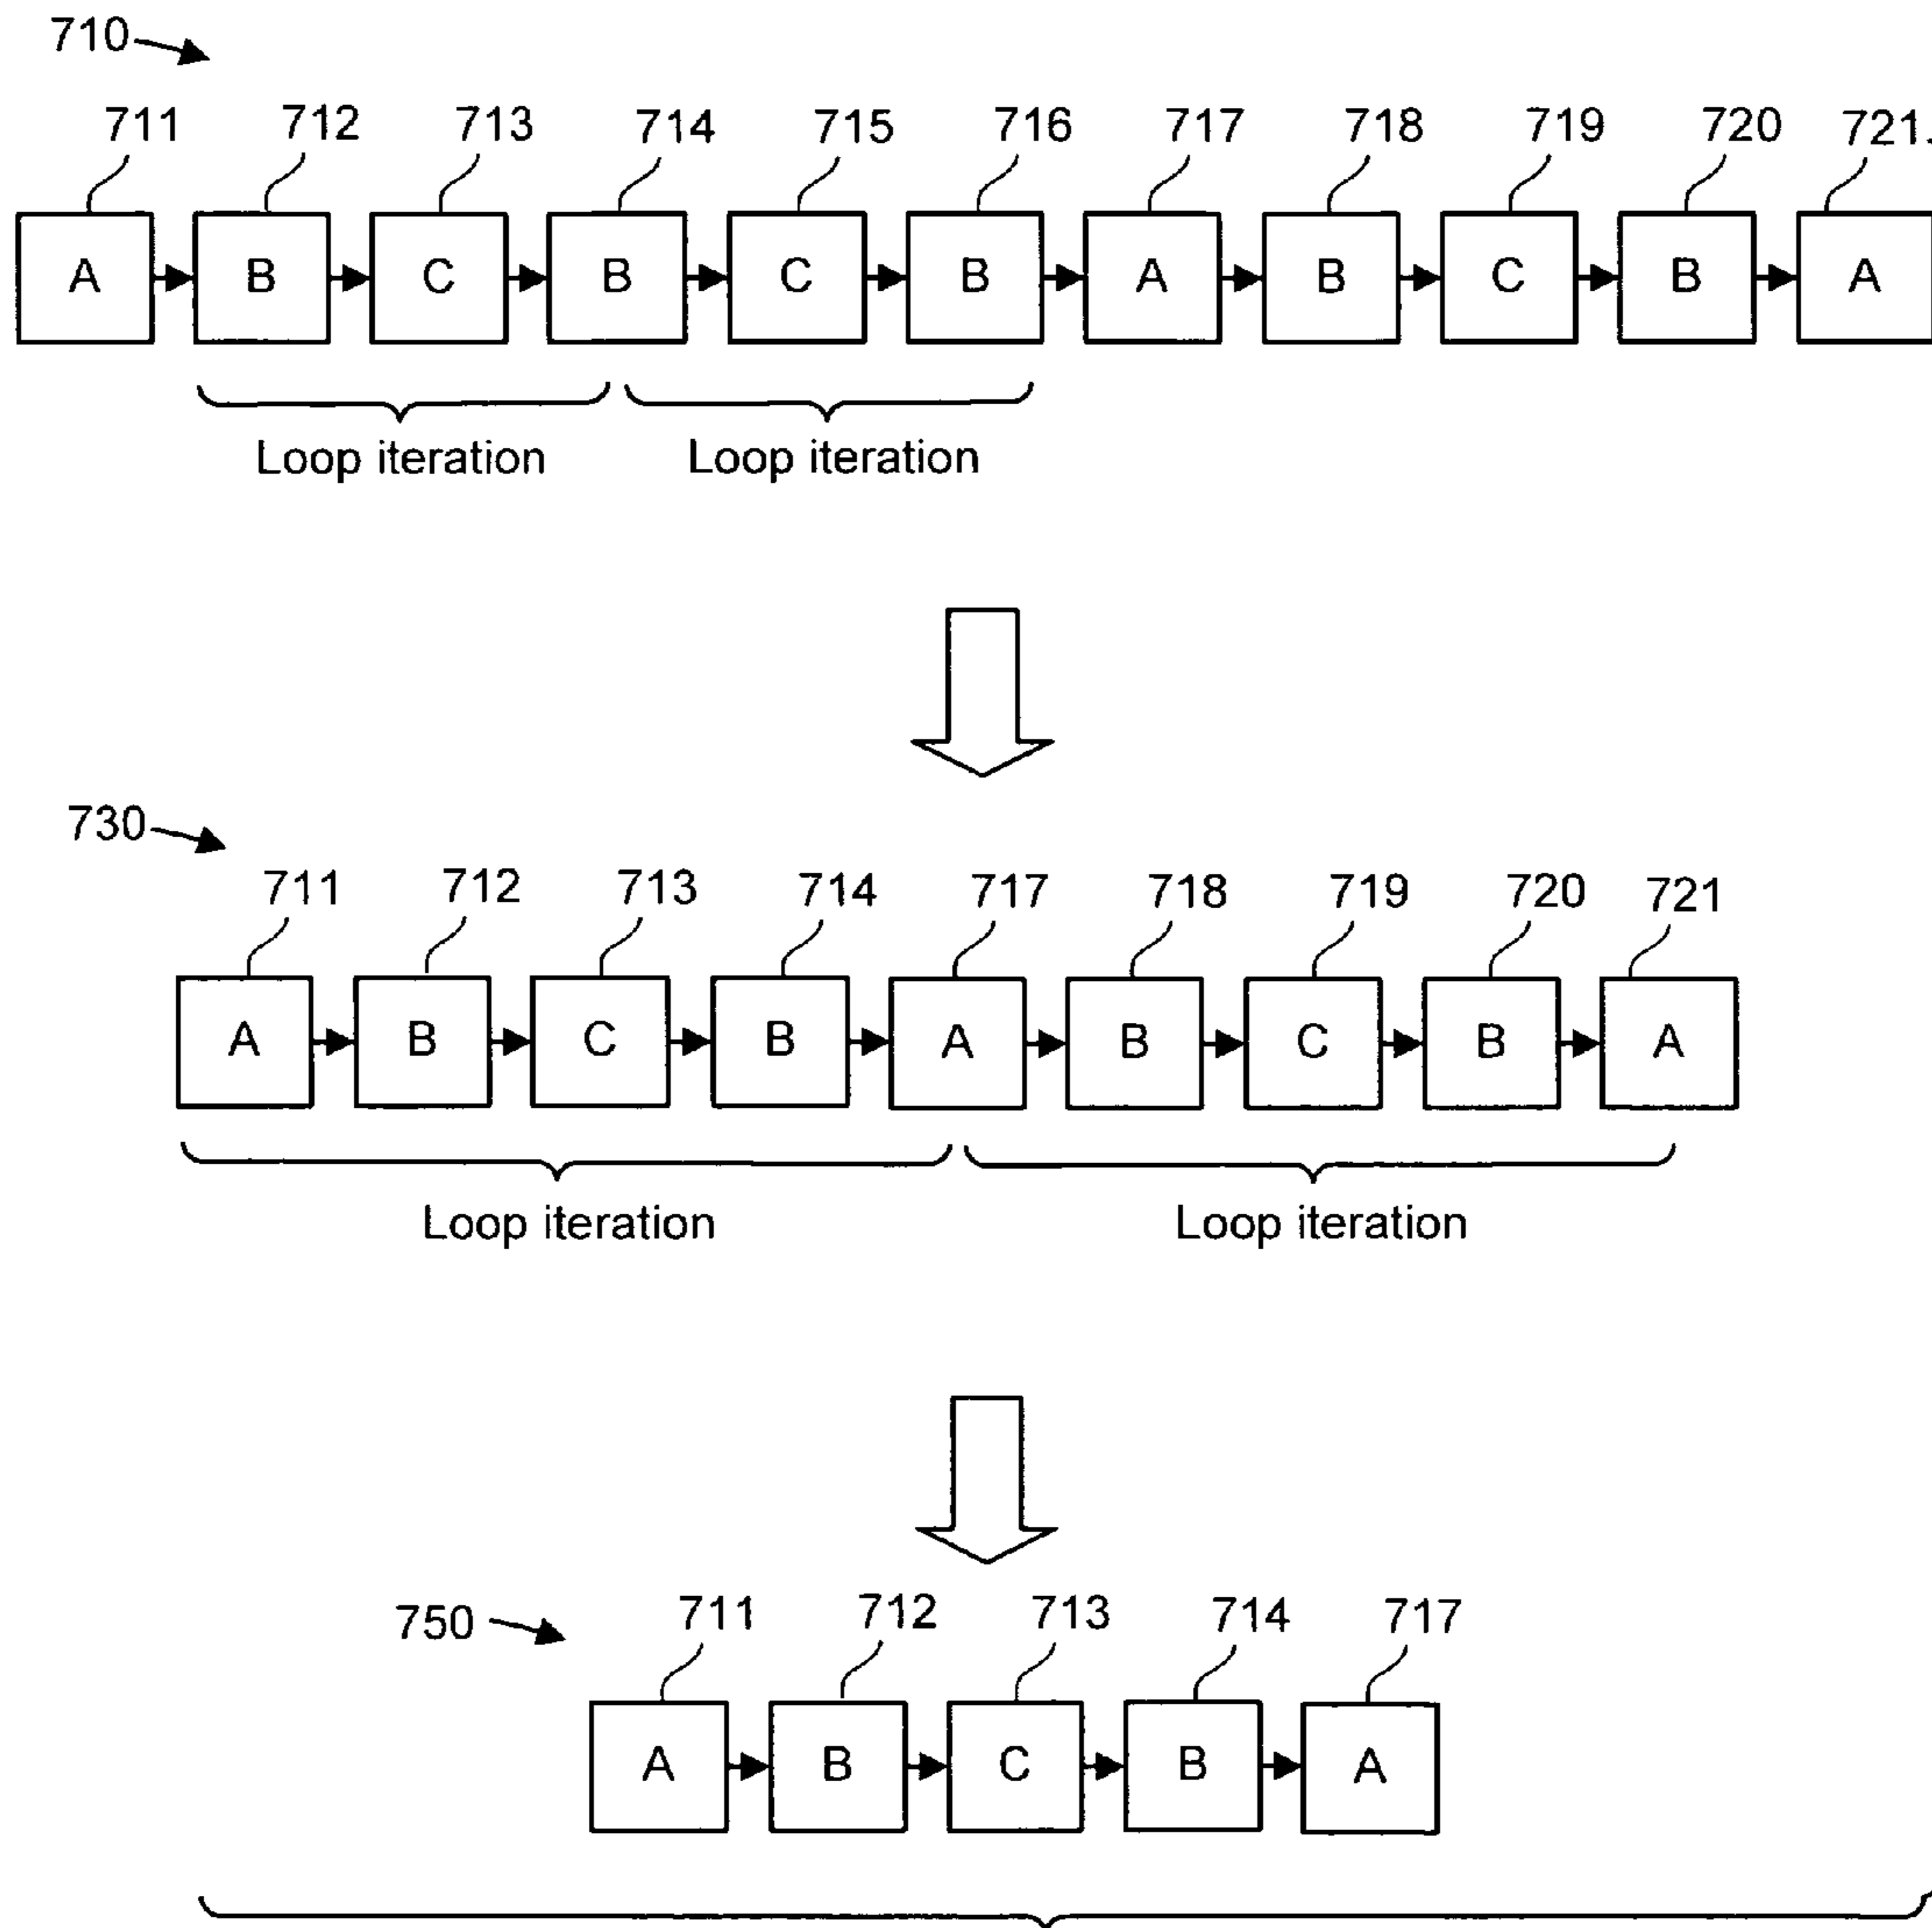 710
711 712 713 714 715 716 717 718 719 720 721
A B C B C B A B C B A
Loop iteration Loop iteration
730
711 712 713 714 717 718 719 720 721
A B C B A B C B A
Loop iteration Loop iteration
750
711 712 713 714 717
A B C B A